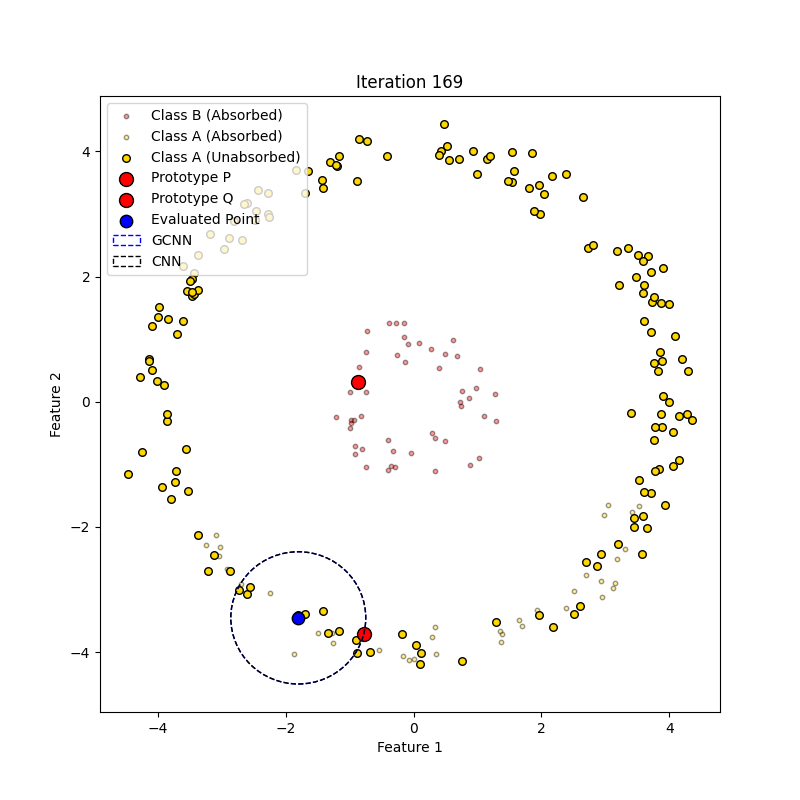 Iteration 169
Class B (Absorbed)
Class A (Absorbed)
Class A (Unabsorbed)
Prototype P
Prototype Q
Evaluated Point
GCNN
CNN
4
2
0
−2
−4
Feature 2
−4
−2
0
2
4
Feature 1